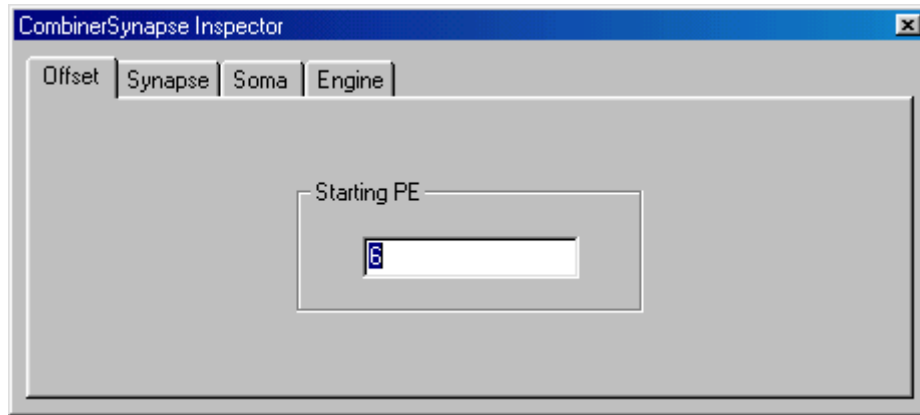 CombinerSynapse Inspector
Offset Synapse Soma Engine
Starting PE
6